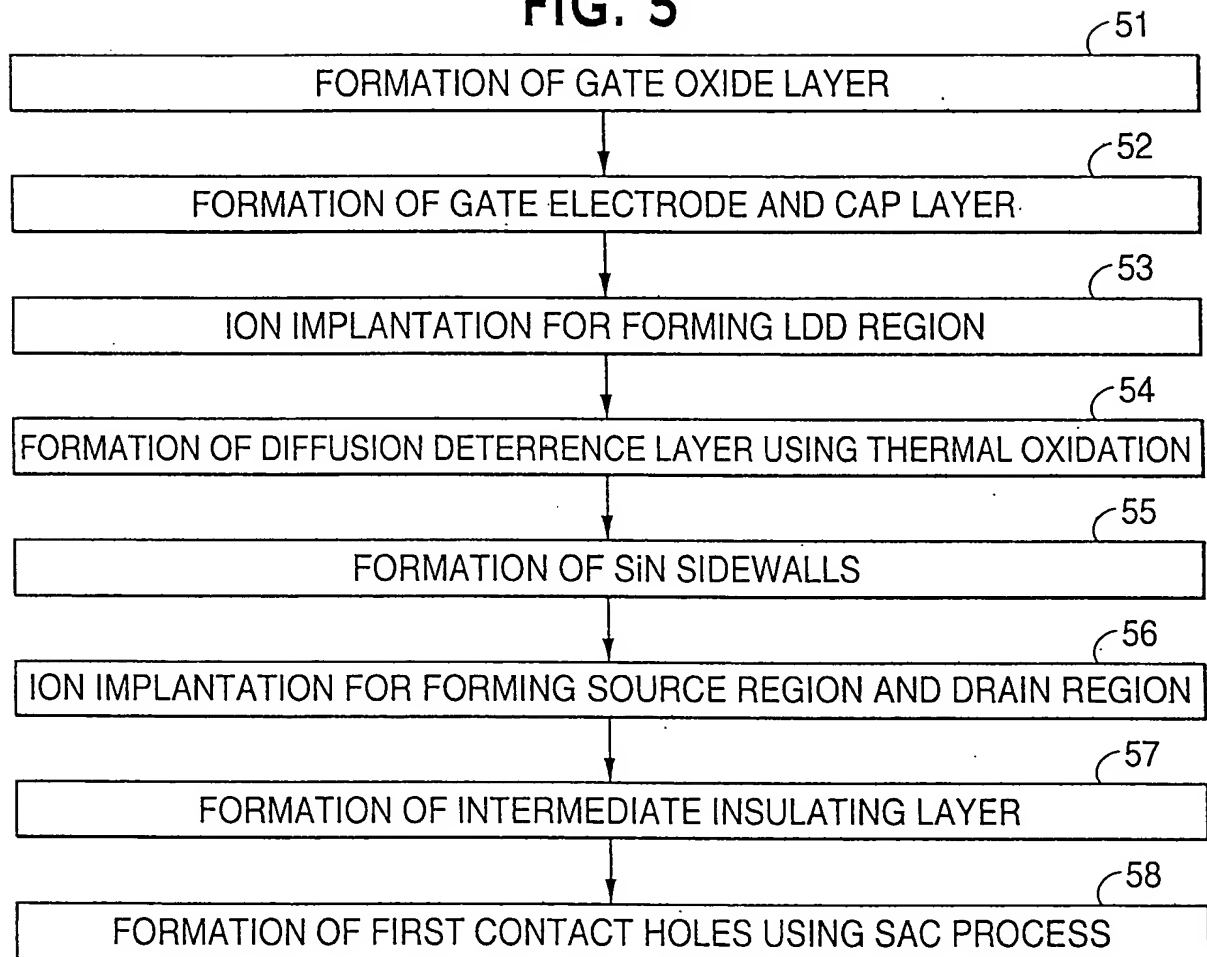 FIG. 5
51
FORMATION OF GATE OXIDE LAYER
52
FORMATION OF GATE ELECTRODE AND CAP LAYER
53
ION IMPLANTATION FOR FORMING LDD REGION
54
FORMATION OF DIFFUSION DETERRENCE LAYER USING THERMAL OXIDATION
55
FORMATION OF SiN SIDEWALLS
56
ION IMPLANTATION FOR FORMING SOURCE REGION AND DRAIN REGION
57
FORMATION OF INTERMEDIATE INSULATING LAYER
58
FORMATION OF FIRST CONTACT HOLES USING SAC PROCESS